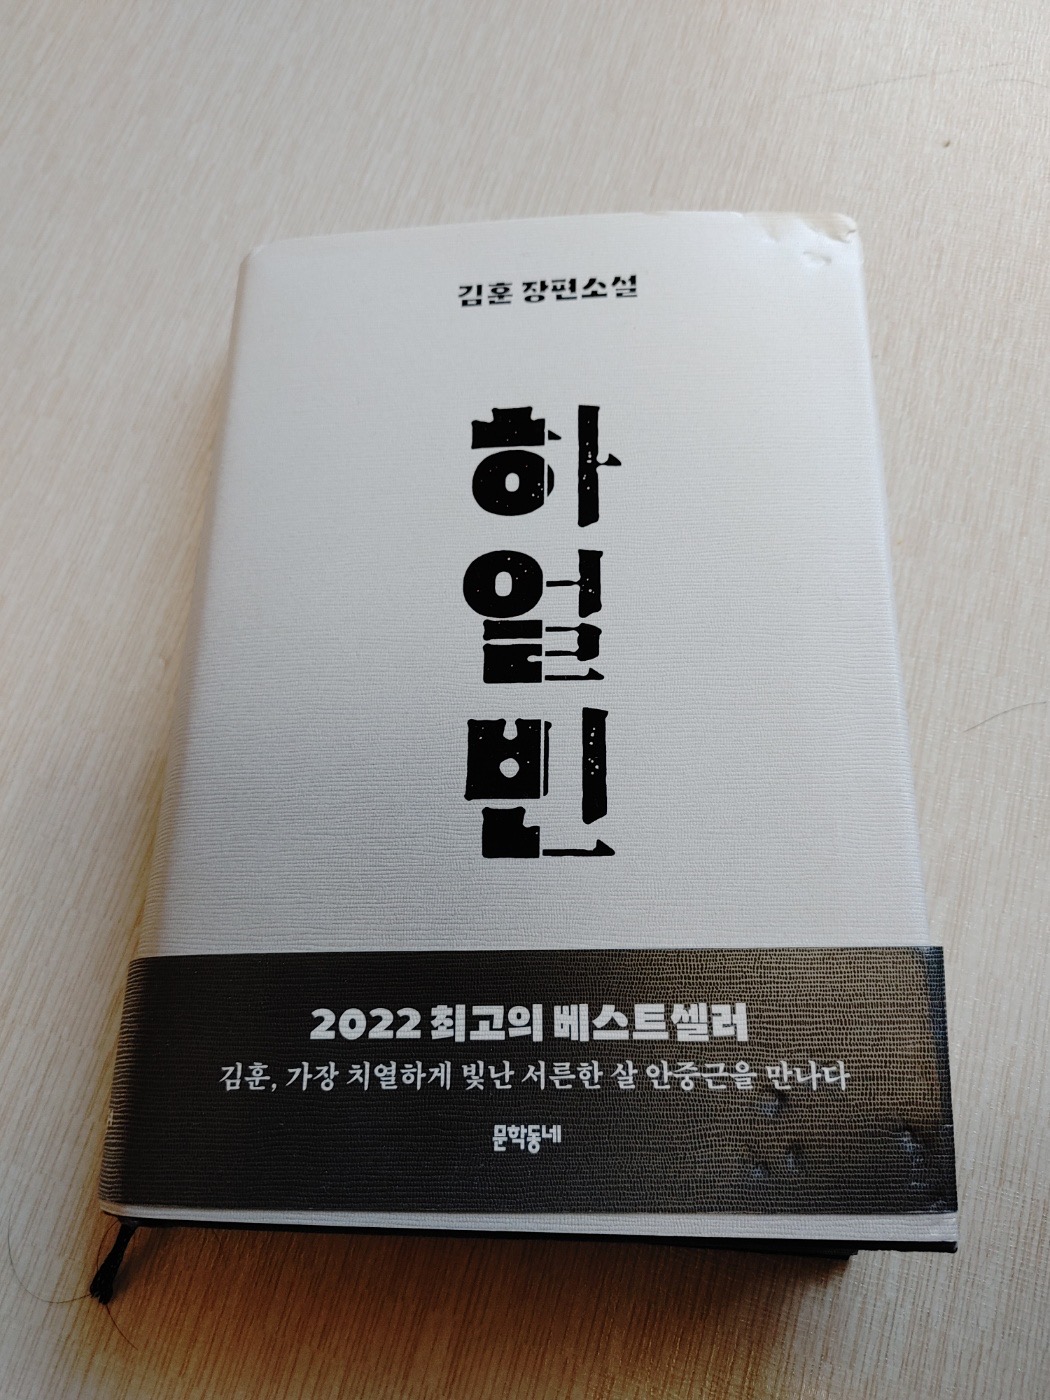 김훈 장편소설
하얼빈
2022 최고의 베스트셀러
김훈, 가장 치열하게 빛난 서른한 살 안중근을 만나다
문학동네